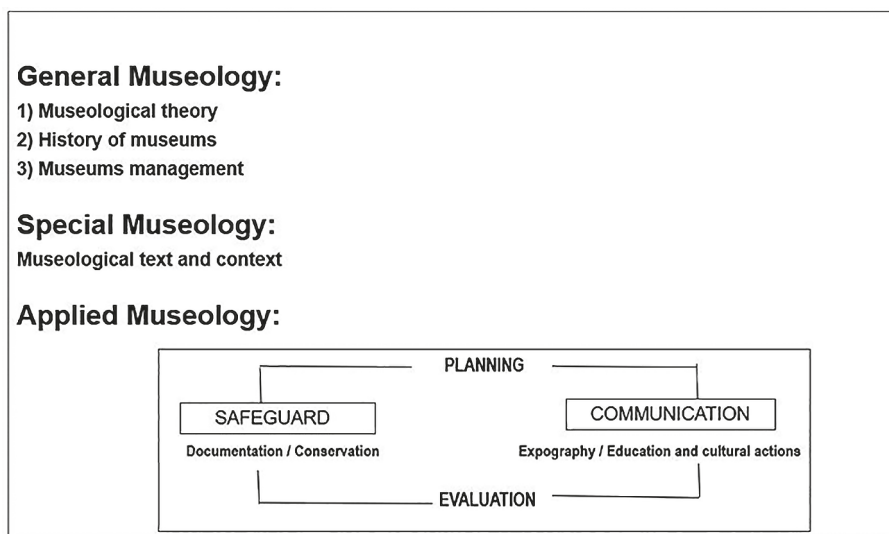 General Museology:
1) Museological theory
2) History of museums
3) Museums management
Special Museology:
Museological text and context
Applied Museology:
PLANNING
SAFEGUARD
COMMUNICATION
Documentation / Conservation
Expography / Education and cultural actions
EVALUATION